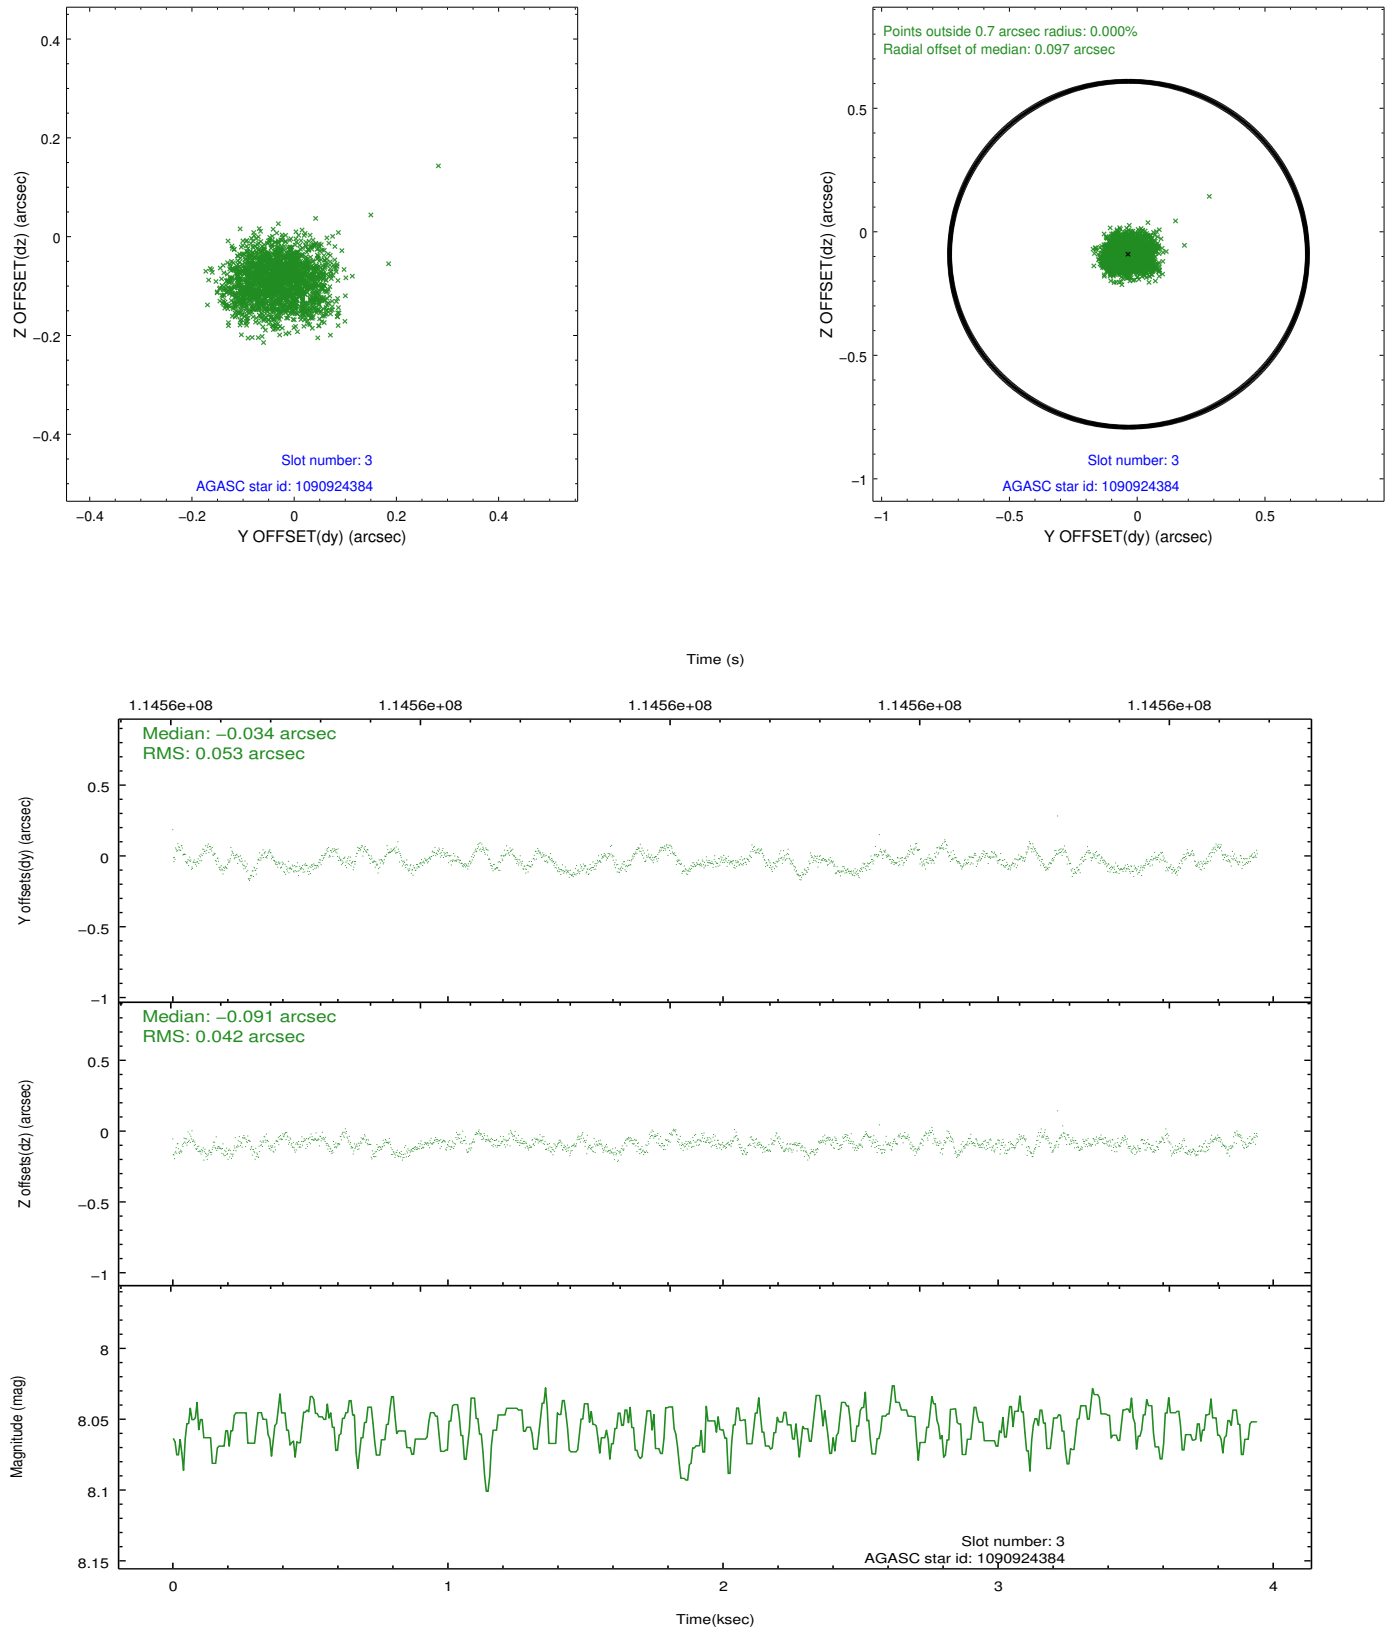 0.4
0.2
0
−0.2
−0.4
Z OFFSET(dz) (arcsec)
Slot number: 3
AGASC star id: 1090924384
−0.4 −0.2 0 0.2 0.4
Y OFFSET(dy) (arcsec)
Points outside 0.7 arcsec radius: 0.000%
Radial offset of median: 0.097 arcsec
0.5
0
−0.5
−1
Z OFFSET(dz) (arcsec)
Slot number: 3
AGASC star id: 1090924384
−1 −0.5 0 0.5
Y OFFSET(dy) (arcsec)
Time (s)
1.1456e+08 1.1456e+08 1.1456e+08 1.1456e+08 1.1456e+08
Median: −0.034 arcsec
RMS: 0.053 arcsec
0.5
0
−0.5
−1
Y offsets(dy) (arcsec)
Median: −0.091 arcsec
RMS: 0.042 arcsec
0.5
0
−0.5
−1
Z offsets(dz) (arcsec)
8
8.05
8.1
8.15
Magnitude (mag)
Slot number: 3
AGASC star id: 1090924384
0 1 2 3 4
Time(ksec)